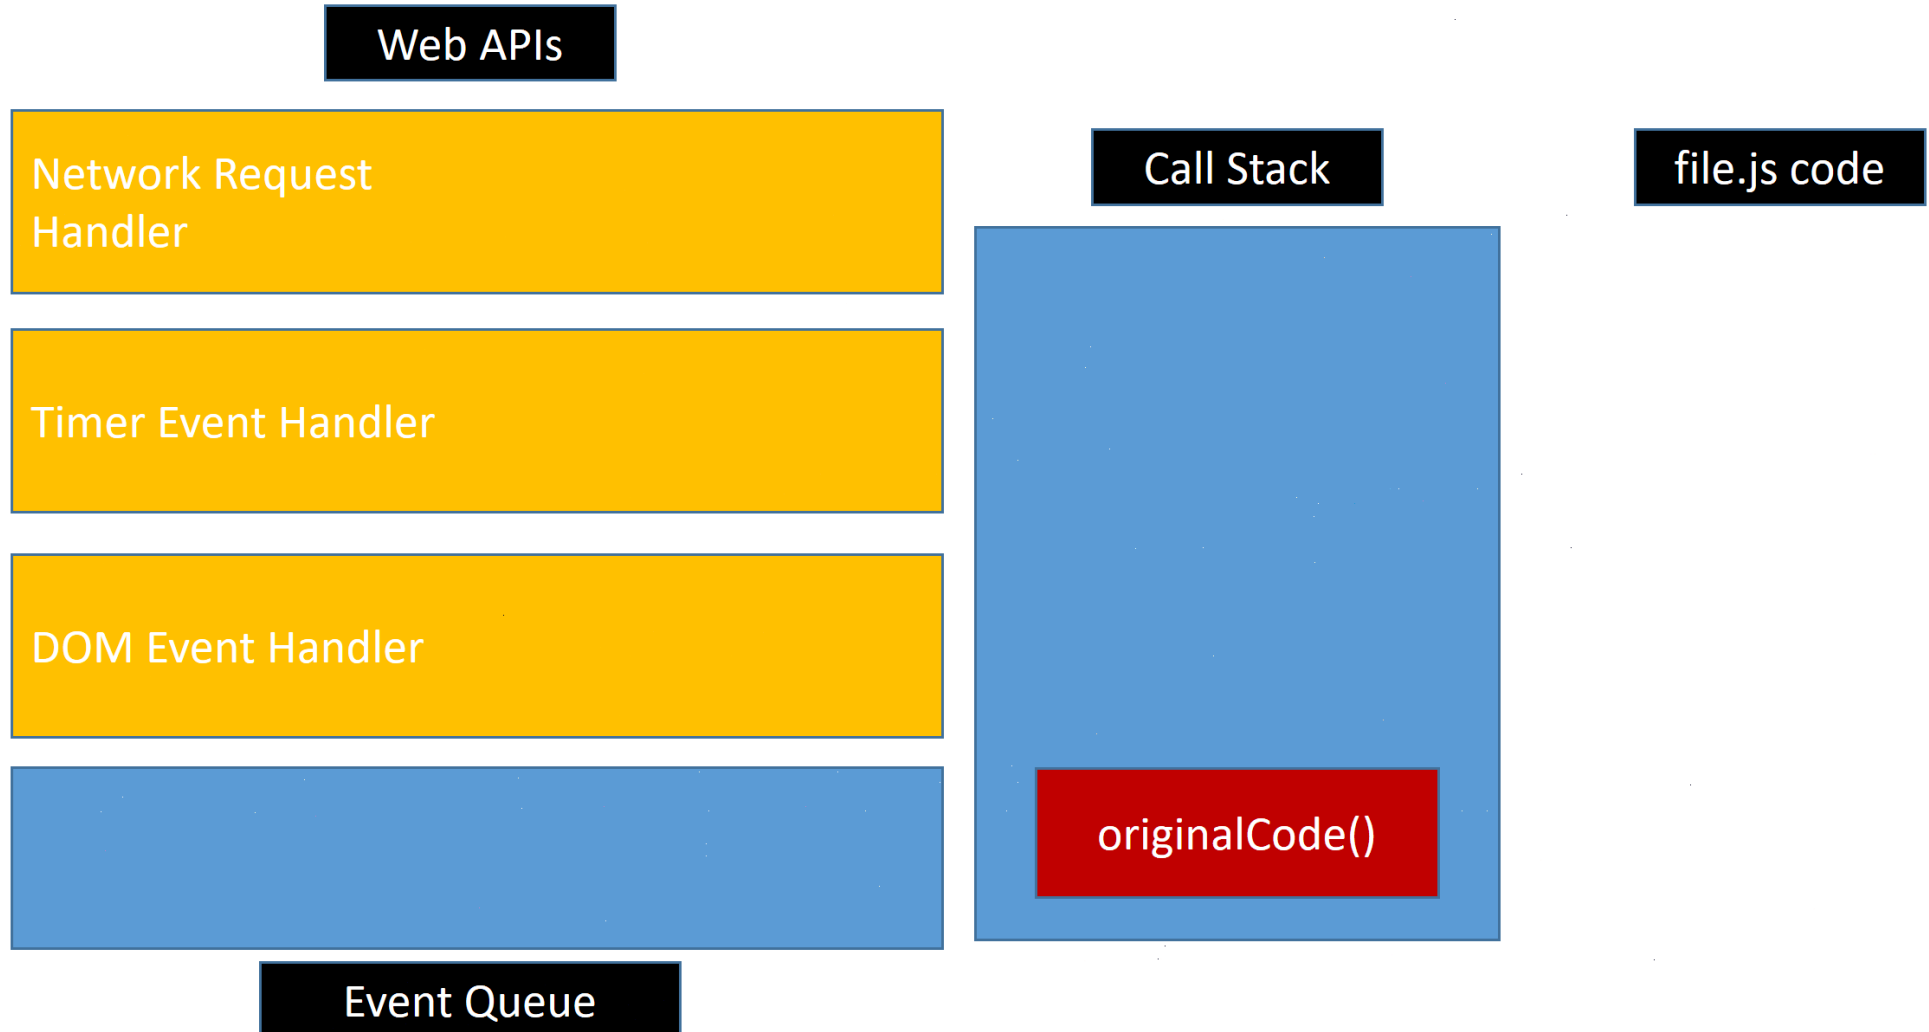 Web APIs
Network Request
Handler
Timer Event Handler
DOM Event Handler
Event Queue
Call Stack
originalCode()
file.js code